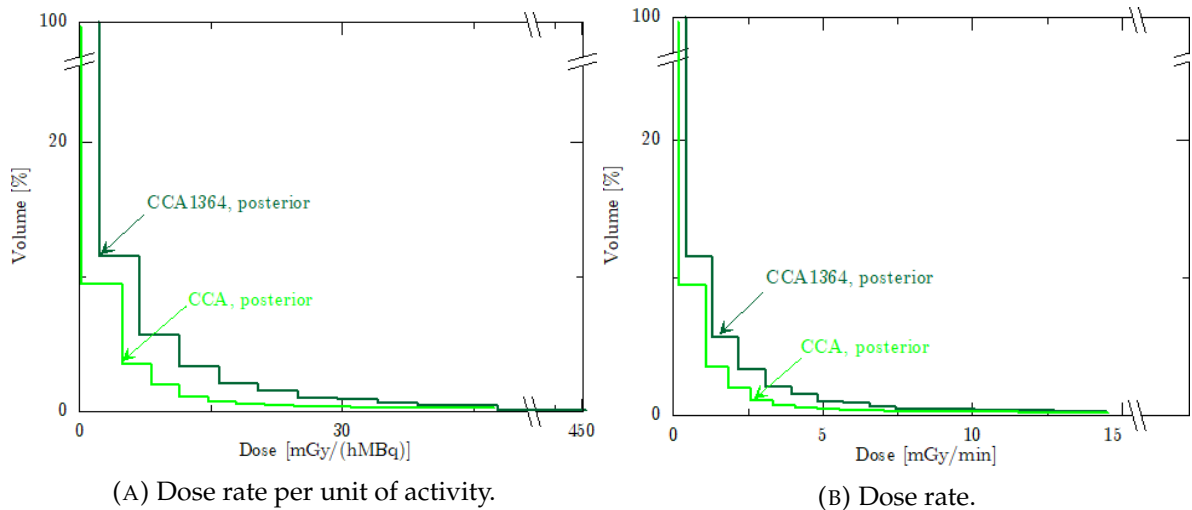 100
20
0
Volume [%]
CCA1364, posterior
CCA, posterior
0
30
45
Dose [mGy/(hMBq)]
(A) Dose rate per unit of activity.
100
20
0
Volume [%]
CCA1364, posterior
CCA, posterior
0
5
10
15
Dose [mGy/min]
(B) Dose rate.